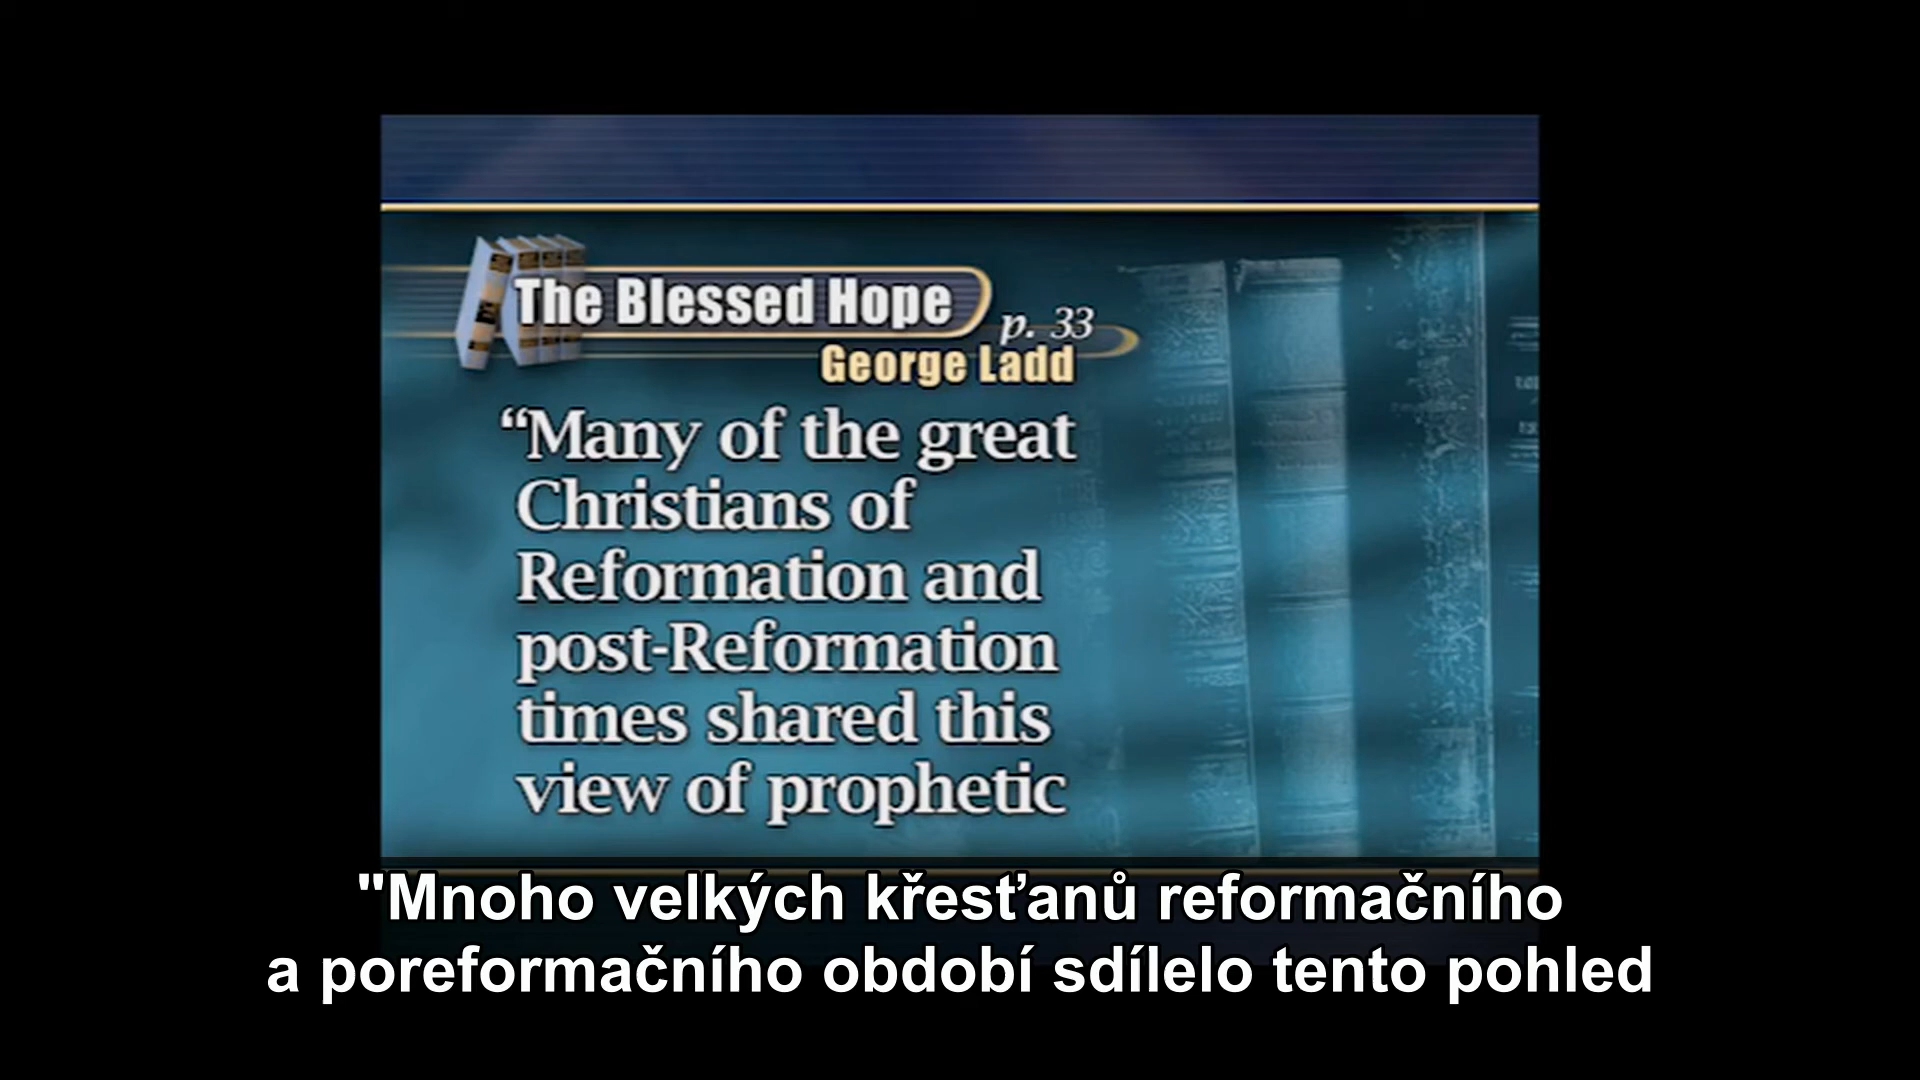 The Blessed Hope
p. 33
George Ladd
“Many of the great
Christians of
Reformation and
post-Reformation
times shared this
view of prophetic
"Mnoho velkých křesťanů reformačního
a poreformačního období sdílelo tento pohled